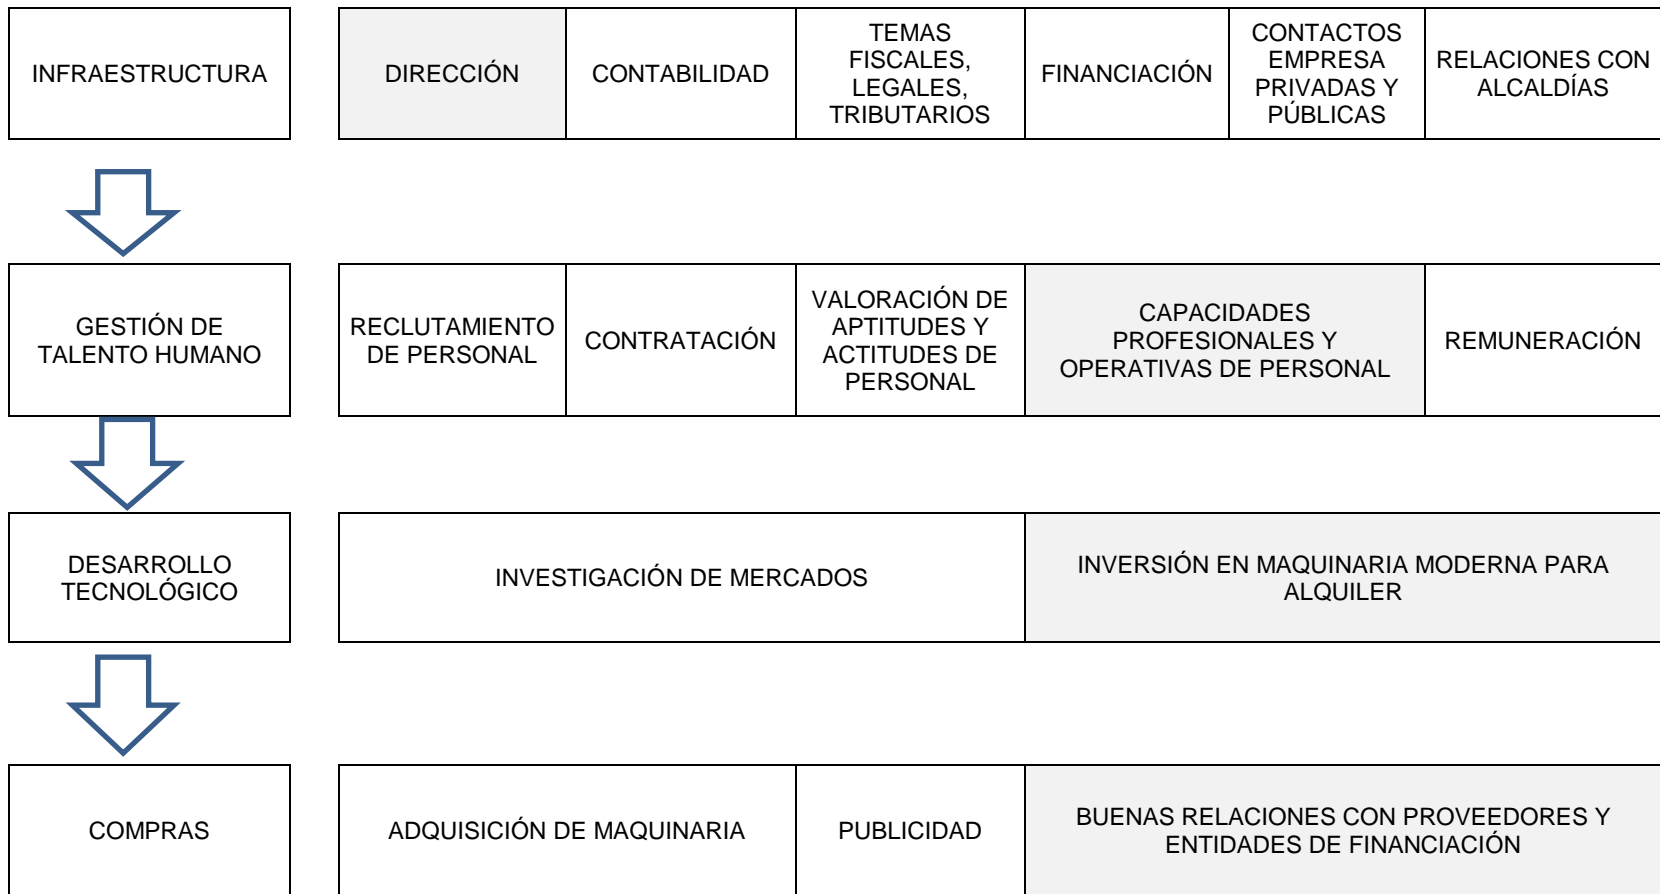 INFRAESTRUCTURA
DIRECCIÓN
CONTABILIDAD
TEMAS
FISCALES,
LEGALES,
TRIBUTARIOS
FINANCIACIÓN
CONTACTOS
EMPRESA
PRIVADAS Y
PÚBLICAS
RELACIONES CON
ALCALDÍAS
GESTIÓN DE
TALENTO HUMANO
RECLUTAMIENTO
DE PERSONAL
CONTRATACIÓN
VALORACIÓN DE
APTITUDES Y
ACTITUDES DE
PERSONAL
CAPACIDADES
PROFESIONALES Y
OPERATIVAS DE PERSONAL
REMUNERACIÓN
DESARROLLO
TECNOLÓGICO
INVESTIGACIÓN DE MERCADOS
INVERSIÓN EN MAQUINARIA MODERNA PARA
ALQUILER
COMPRAS
ADQUISICIÓN DE MAQUINARIA
PUBLICIDAD
BUENAS RELACIONES CON PROVEEDORES Y
ENTIDADES DE FINANCIACIÓN